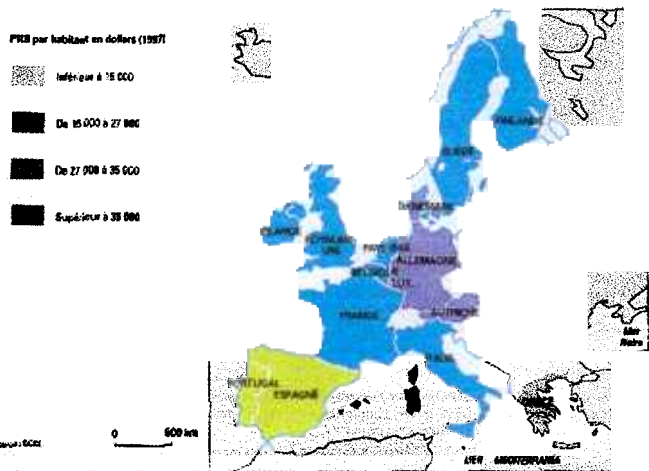 PNB par habitant en dollars (1997)
Inférieur à 15 000
De 15 000 à 27 000
De 27 000 à 35 000
Supérieur à 35 000
FINLANDE
SUÈDE
DANEMARK
IRLANDE
ROYAUME-
UNI
PAYS-BAS
ALLEMAGNE
BELGIQUE
LUX.
AUTRICHE
FRANCE
ITALIE
PORTUGAL
ESPAGNE
Mer
Noire
0 500 km
MER MÉDITERRANÉE